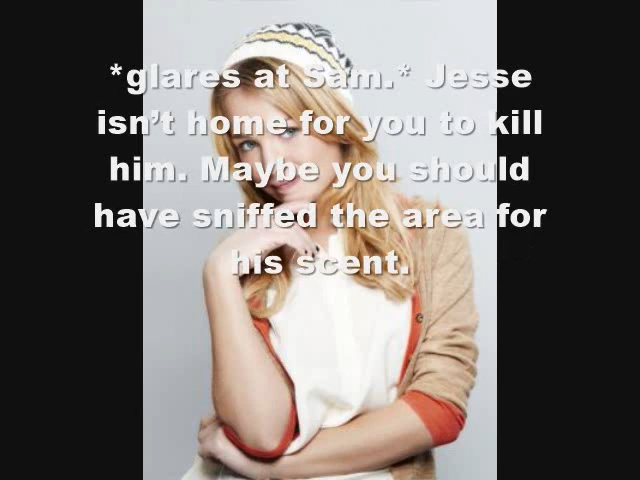 *glares at Sam.* Jesse
isn’t home for you to kill
him. Maybe you should
have sniffed the area for
his scent.